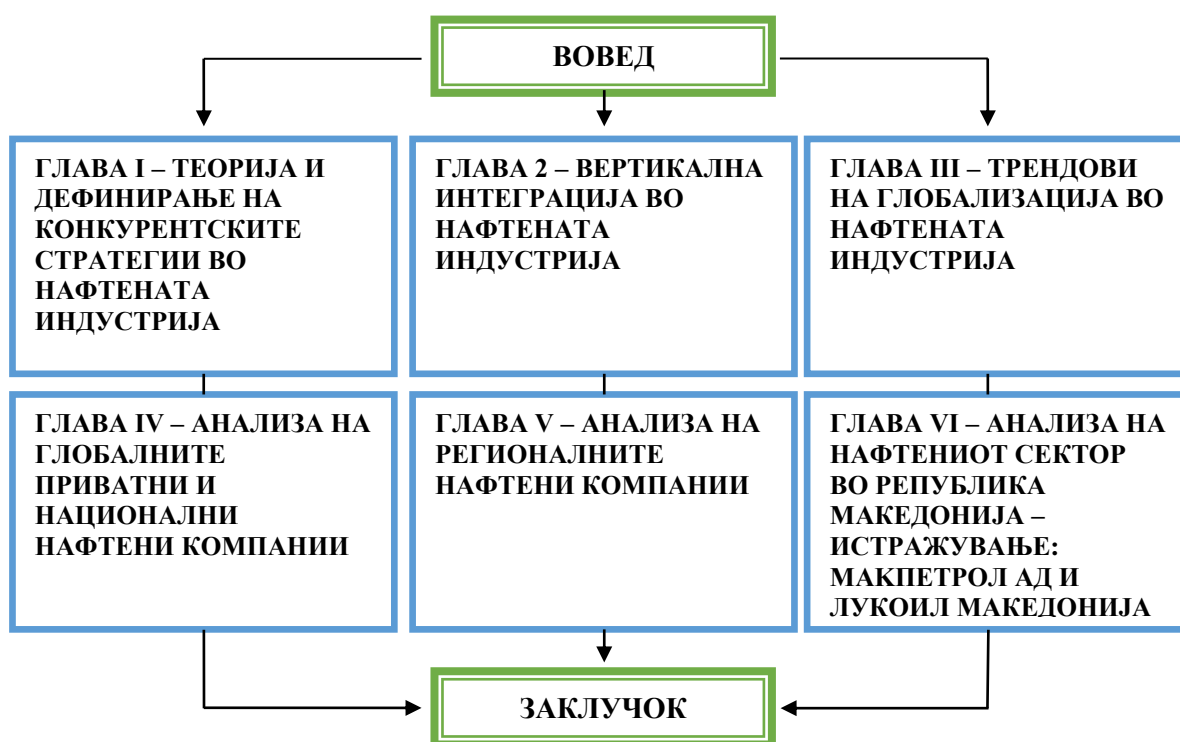 ВОВЕД
ГЛАВА I – ТЕОРИЈА И
ДЕФИНИРАЊЕ НА
КОНКУРЕНТСКИТЕ
СТРАТЕГИИ ВО
НАФТЕНАТА
ИНДУСТРИЈА
ГЛАВА 2 – ВЕРТИКАЛНА
ИНТЕГРАЦИЈА ВО
НАФТЕНАТА
ИНДУСТРИЈА
ГЛАВА III – ТРЕНДОВИ
НА ГЛОБАЛИЗАЦИЈА ВО
НАФТЕНАТА
ИНДУСТРИЈА
ГЛАВА IV – АНАЛИЗА НА
ГЛОБАЛНИТЕ
ПРИВАТНИ И
НАЦИОНАЛНИ
НАФТЕНИ КОМПАНИИ
ГЛАВА V – АНАЛИЗА НА
РЕГИОНАЛНИТЕ
НАФТЕНИ КОМПАНИИ
ГЛАВА VI – АНАЛИЗА НА
НАФТЕНИОТ СЕКТОР
ВО РЕПУБЛИКА
МАКЕДОНИЈА –
ИСТРАЖУВАЊЕ:
МАКПЕТРОЛ АД И
ЛУКОИЛ МАКЕДОНИЈА
ЗАКЛУЧОК